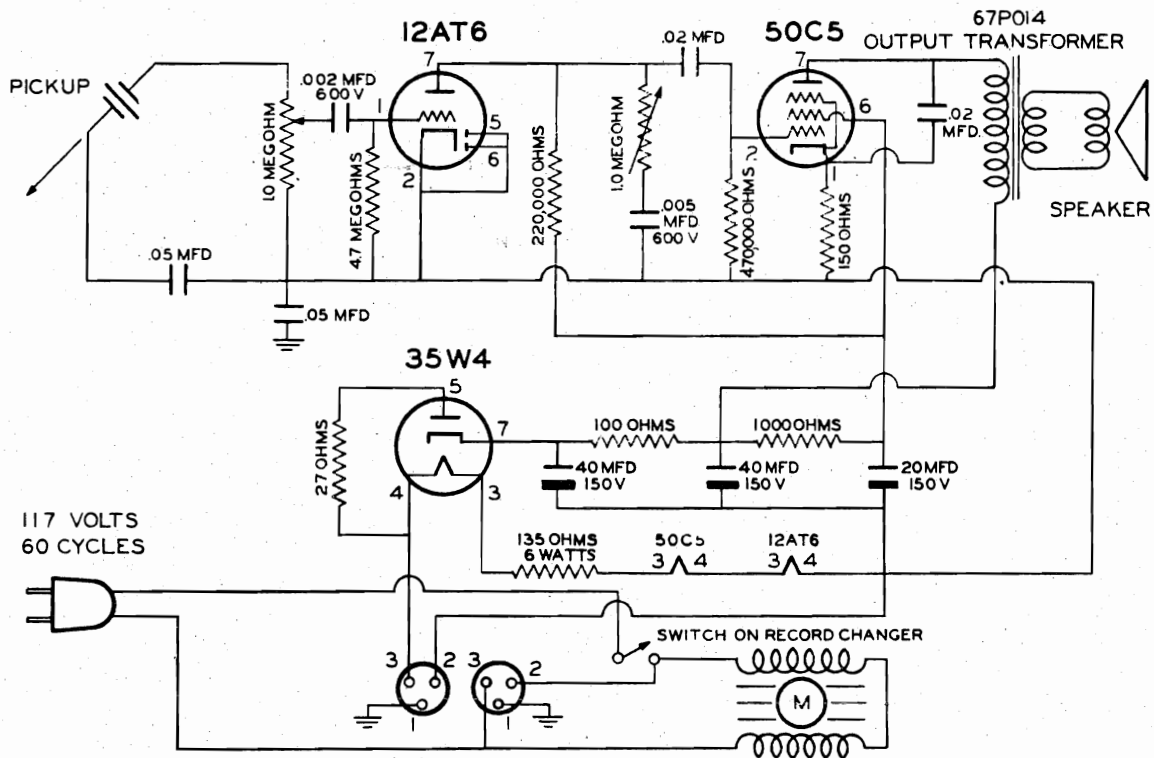 67P014
OUTPUT TRANSFORMER
12AT6
50C5
PICKUP
.002 MFD
600 V
1
7
5
6
2
1.0 MEGOHM
4.7 MEGOHMS
220,000 OHMS
1.0 MEGOHM
.005
MFD
600 V
.02 MFD
470000 OHMS
7
6
2
1
150 OHMS
.02
MFD.
SPEAKER
.05 MFD
.05 MFD
35W4
5
7
4
3
27 OHMS
100 OHMS
1000 OHMS
40 MFD
150 V
40 MFD
150 V
20 MFD
150 V
117 VOLTS
60 CYCLES
135 OHMS
6 WATTS
50C5
3 4
12AT6
3 4
SWITCH ON RECORD CHANGER
3 2
1
3 2
1
M